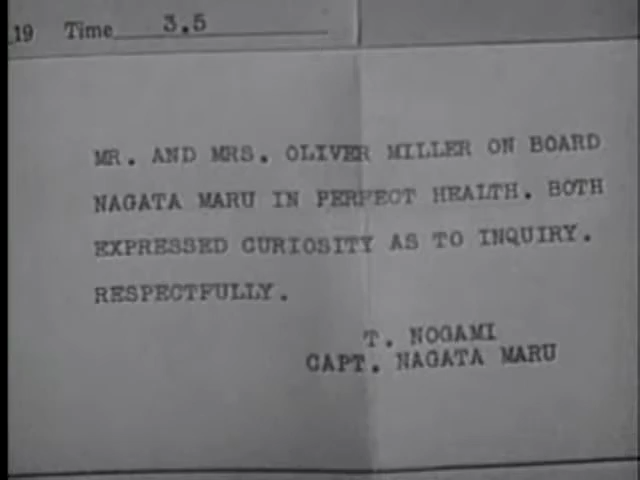 19 Time 3.5
MR. AND MRS. OLIVER MILLER ON BOARD
NAGATA MARU IN PERFECT HEALTH. BOTH
EXPRESSED CURIOSITY AS TO INQUIRY.
RESPECTFULLY.
T. NOGAMI
CAPT. NAGATA MARU